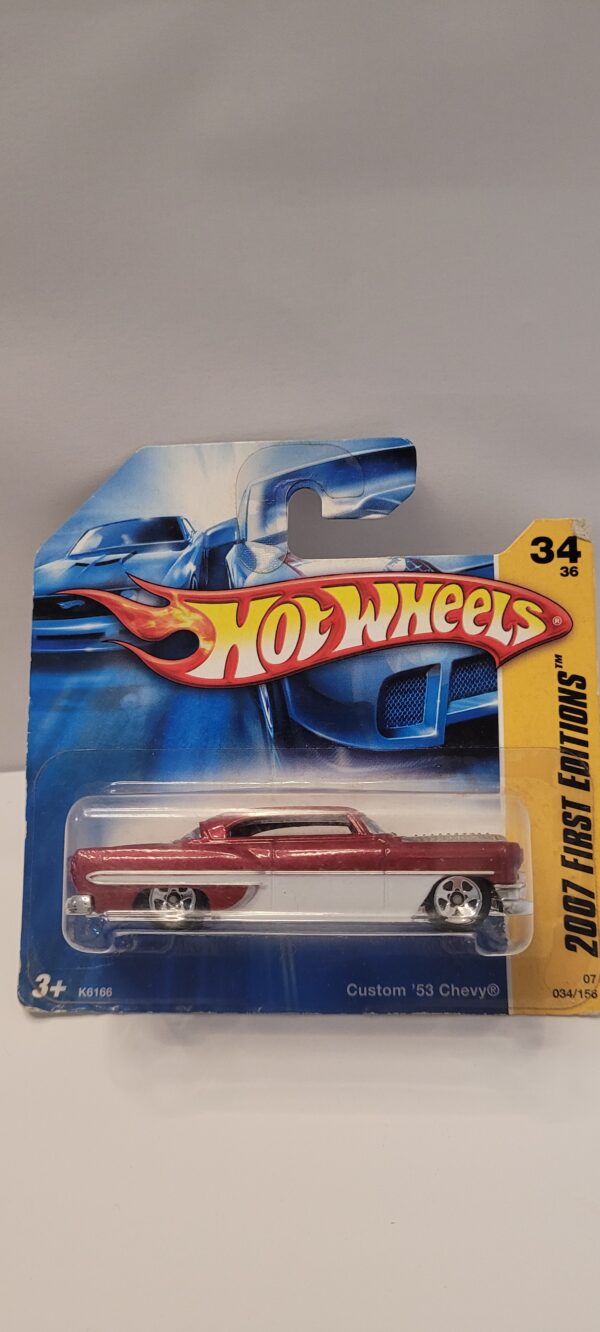 34
36
HOT WHEELS®
2007 FIRST EDITIONS™
3+ K6166
Custom '53 Chevy®
07
034/156